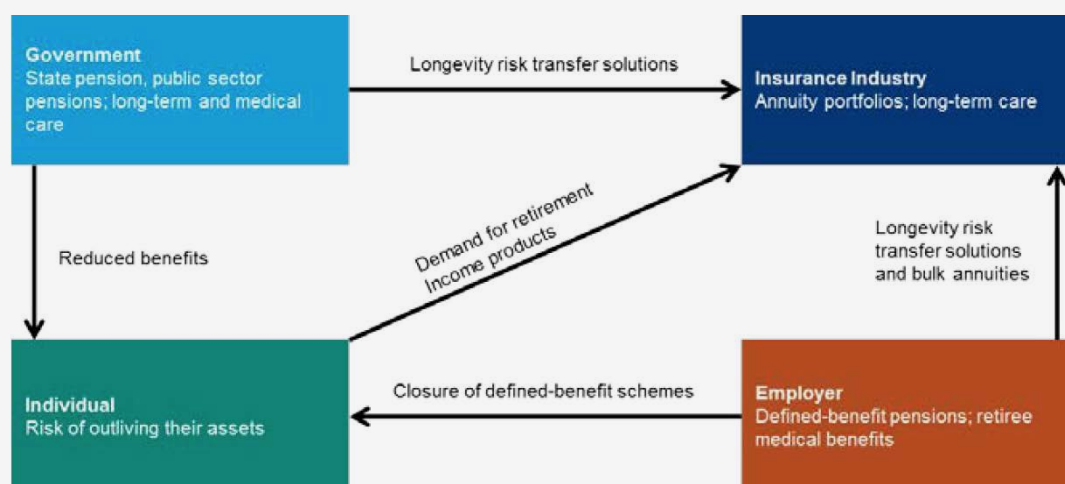 Government
State pension, public sector
pensions; long-term and medical
care
Longevity risk transfer solutions
Insurance Industry
Annuity portfolios; long-term care
Reduced benefits
Demand for retirement
Income products
Longevity risk
transfer solutions
and bulk annuities
Individual
Risk of outliving their assets
Closure of defined-benefit schemes
Employer
Defined-benefit pensions; retiree
medical benefits